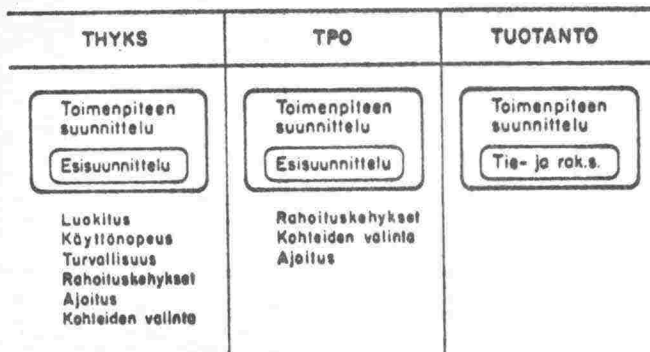 THYKS
TPO
TUOTANTO
Toimenpiteen
suunnittelu
Esisuunnittelu
Toimenpiteen
suunnittelu
Esisuunnittelu
Toimenpiteen
suunnittelu
Tie- ja rak.s.
Luokitus
Käyttönopeus
Turvallisuus
Rahoituskehykset
Ajoitus
Kohteiden valinta
Rahoituskehykset
Kohteiden valinta
Ajoitus